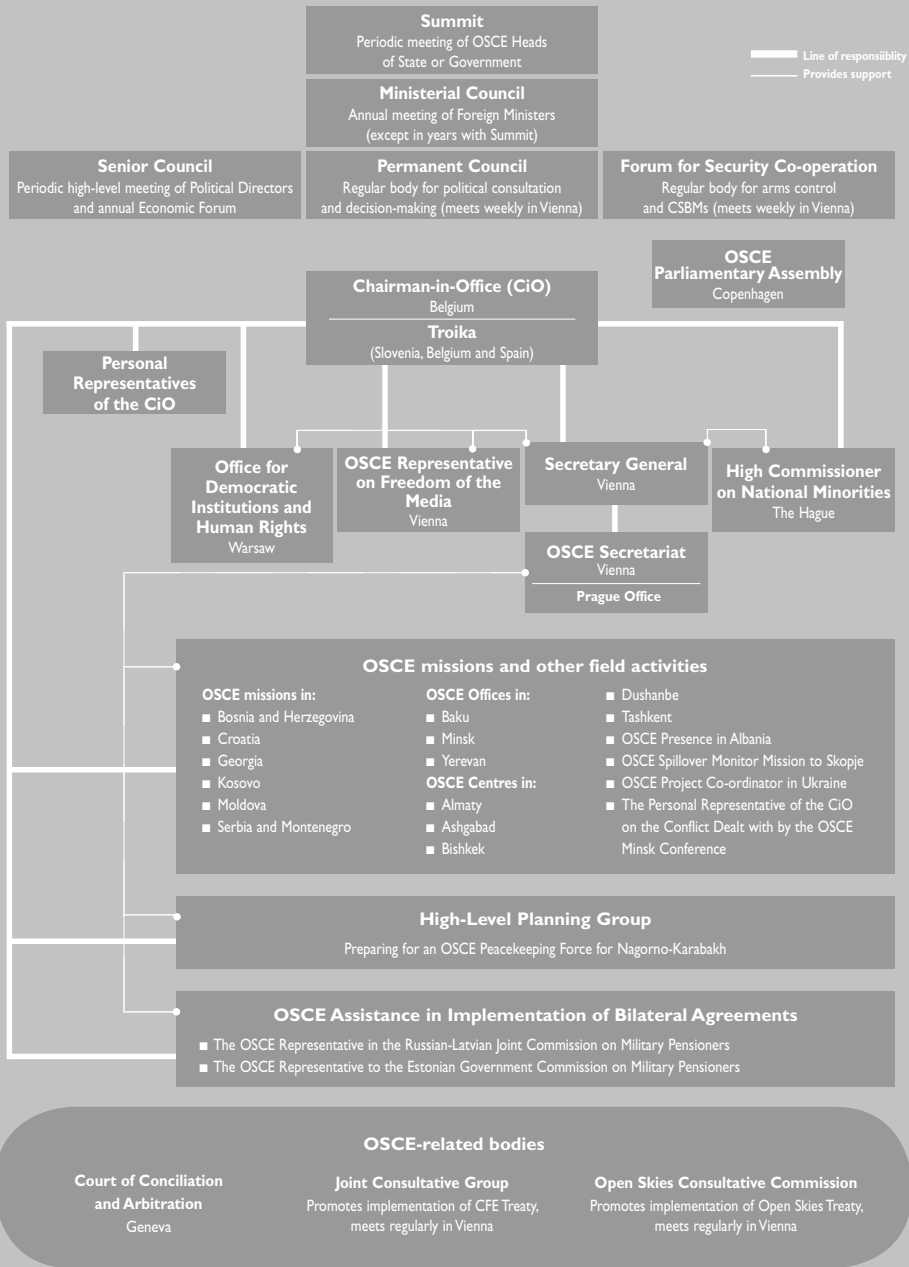 Summit
Periodic meeting of OSCE Heads
of State or Government
Line of responsiiblity
Provides support
Ministerial Council
Annual meeting of Foreign Ministers
(except in years with Summit)
Senior Council
Periodic high-level meeting of Political Directors
and annual Economic Forum
Permanent Council
Regular body for political consultation
and decision-making (meets weekly in Vienna)
Forum for Security Co-operation
Regular body for arms control
and CSBMs (meets weekly in Vienna)
OSCE
Parliamentary Assembly
Copenhagen
Chairman-in-Office (CiO)
Belgium
Troika
(Slovenia, Belgium and Spain)
Personal
Representatives
of the CiO
Office for
Democratic
Institutions and
Human Rights
Warsaw
OSCE Representative
on Freedom of the
Media
Vienna
Secretary General
Vienna
High Commissioner
on National Minorities
The Hague
OSCE Secretariat
Vienna
Prague Office
OSCE missions and other field activities
OSCE missions in:
■ Bosnia and Herzegovina
■ Croatia
■ Georgia
■ Kosovo
■ Moldova
■ Serbia and Montenegro
OSCE Offices in:
■ Baku
■ Minsk
■ Yerevan
OSCE Centres in:
■ Almaty
■ Ashgabad
■ Bishkek
■ Dushanbe
■ Tashkent
■ OSCE Presence in Albania
■ OSCE Spillover Monitor Mission to Skopje
■ OSCE Project Co-ordinator in Ukraine
■ The Personal Representative of the CiO
on the Conflict Dealt with by the OSCE
Minsk Conference
High-Level Planning Group
Preparing for an OSCE Peacekeeping Force for Nagorno-Karabakh
OSCE Assistance in Implementation of Bilateral Agreements
■ The OSCE Representative in the Russian-Latvian Joint Commission on Military Pensioners
■ The OSCE Representative to the Estonian Government Commission on Military Pensioners
OSCE-related bodies
Court of Conciliation
and Arbitration
Geneva
Joint Consultative Group
Promotes implementation of CFE Treaty,
meets regularly in Vienna
Open Skies Consultative Commission
Promotes implementation of Open Skies Treaty,
meets regularly in Vienna